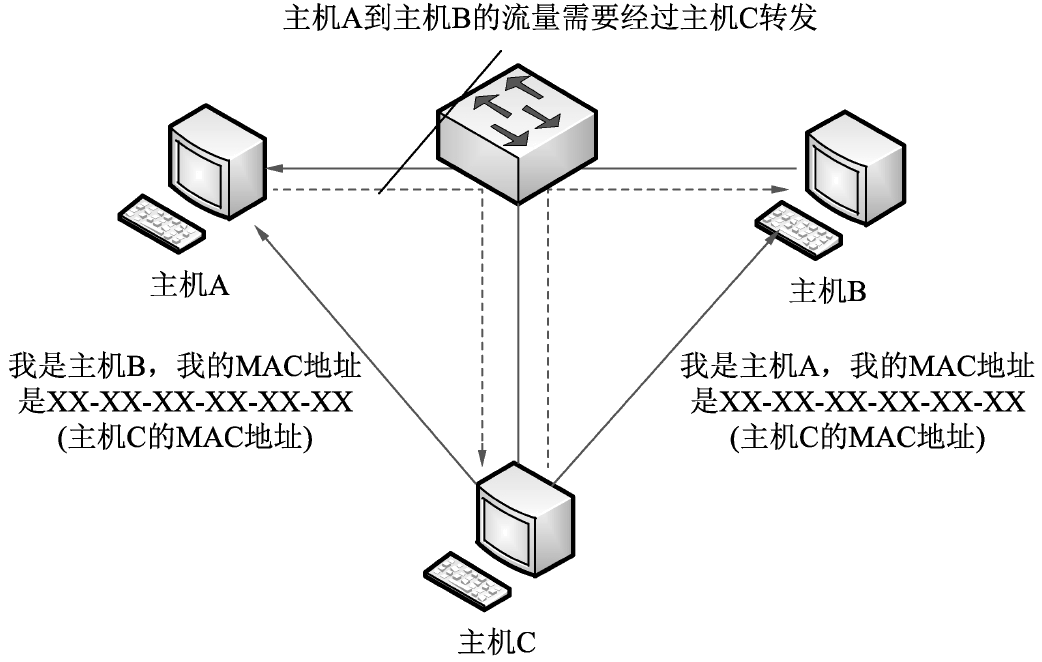 主机A到主机B的流量需要经过主机C转发
主机A
主机B
我是主机B，我的MAC地址
是XX-XX-XX-XX-XX-XX
(主机C的MAC地址)
我是主机A，我的MAC地址
是XX-XX-XX-XX-XX-XX
(主机C的MAC地址)
主机C